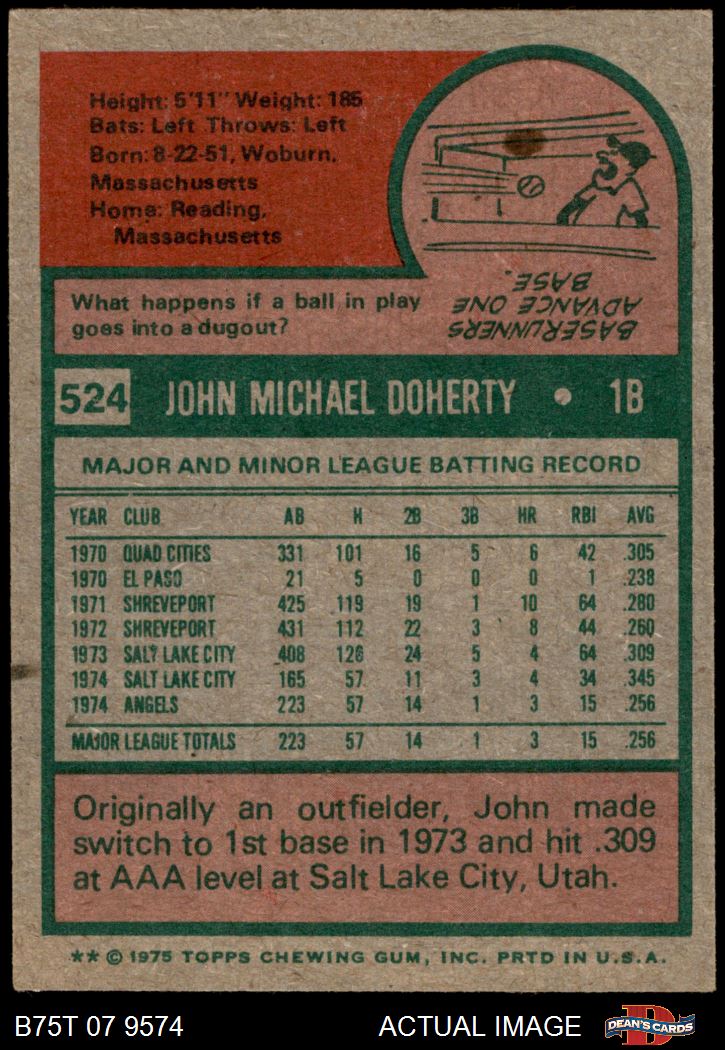 Height: 5'11" Weight: 185
Bats: Left Throws: Left
Born: 8-22-51, Woburn,
Massachusetts
Home: Reading,
Massachusetts
What happens if a ball in play
goes into a dugout?
BASERUNNERS
ADVANCE ONE
BASE.
524 JOHN MICHAEL DOHERTY • 1B
MAJOR AND MINOR LEAGUE BATTING RECORD
YEAR CLUB AB H 2B 3B HR RBI AVG
1970 QUAD CITIES 331 101 16 5 6 42 .305
1970 EL PASO 21 5 0 0 0 1 .238
1971 SHREVEPORT 425 119 19 1 10 64 .280
1972 SHREVEPORT 431 112 22 3 8 44 .260
1973 SALT LAKE CITY 408 126 24 5 4 64 .309
1974 SALT LAKE CITY 165 57 11 3 4 34 .345
1974 ANGELS 223 57 14 1 3 15 .256
MAJOR LEAGUE TOTALS 223 57 14 1 3 15 .256
Originally an outfielder, John made
switch to 1st base in 1973 and hit .309
at AAA level at Salt Lake City, Utah.
** © 1975 TOPPS CHEWING GUM, INC. PRTD IN U.S.A.
B75T 07 9574 ACTUAL IMAGE D DEAN'S CARDS